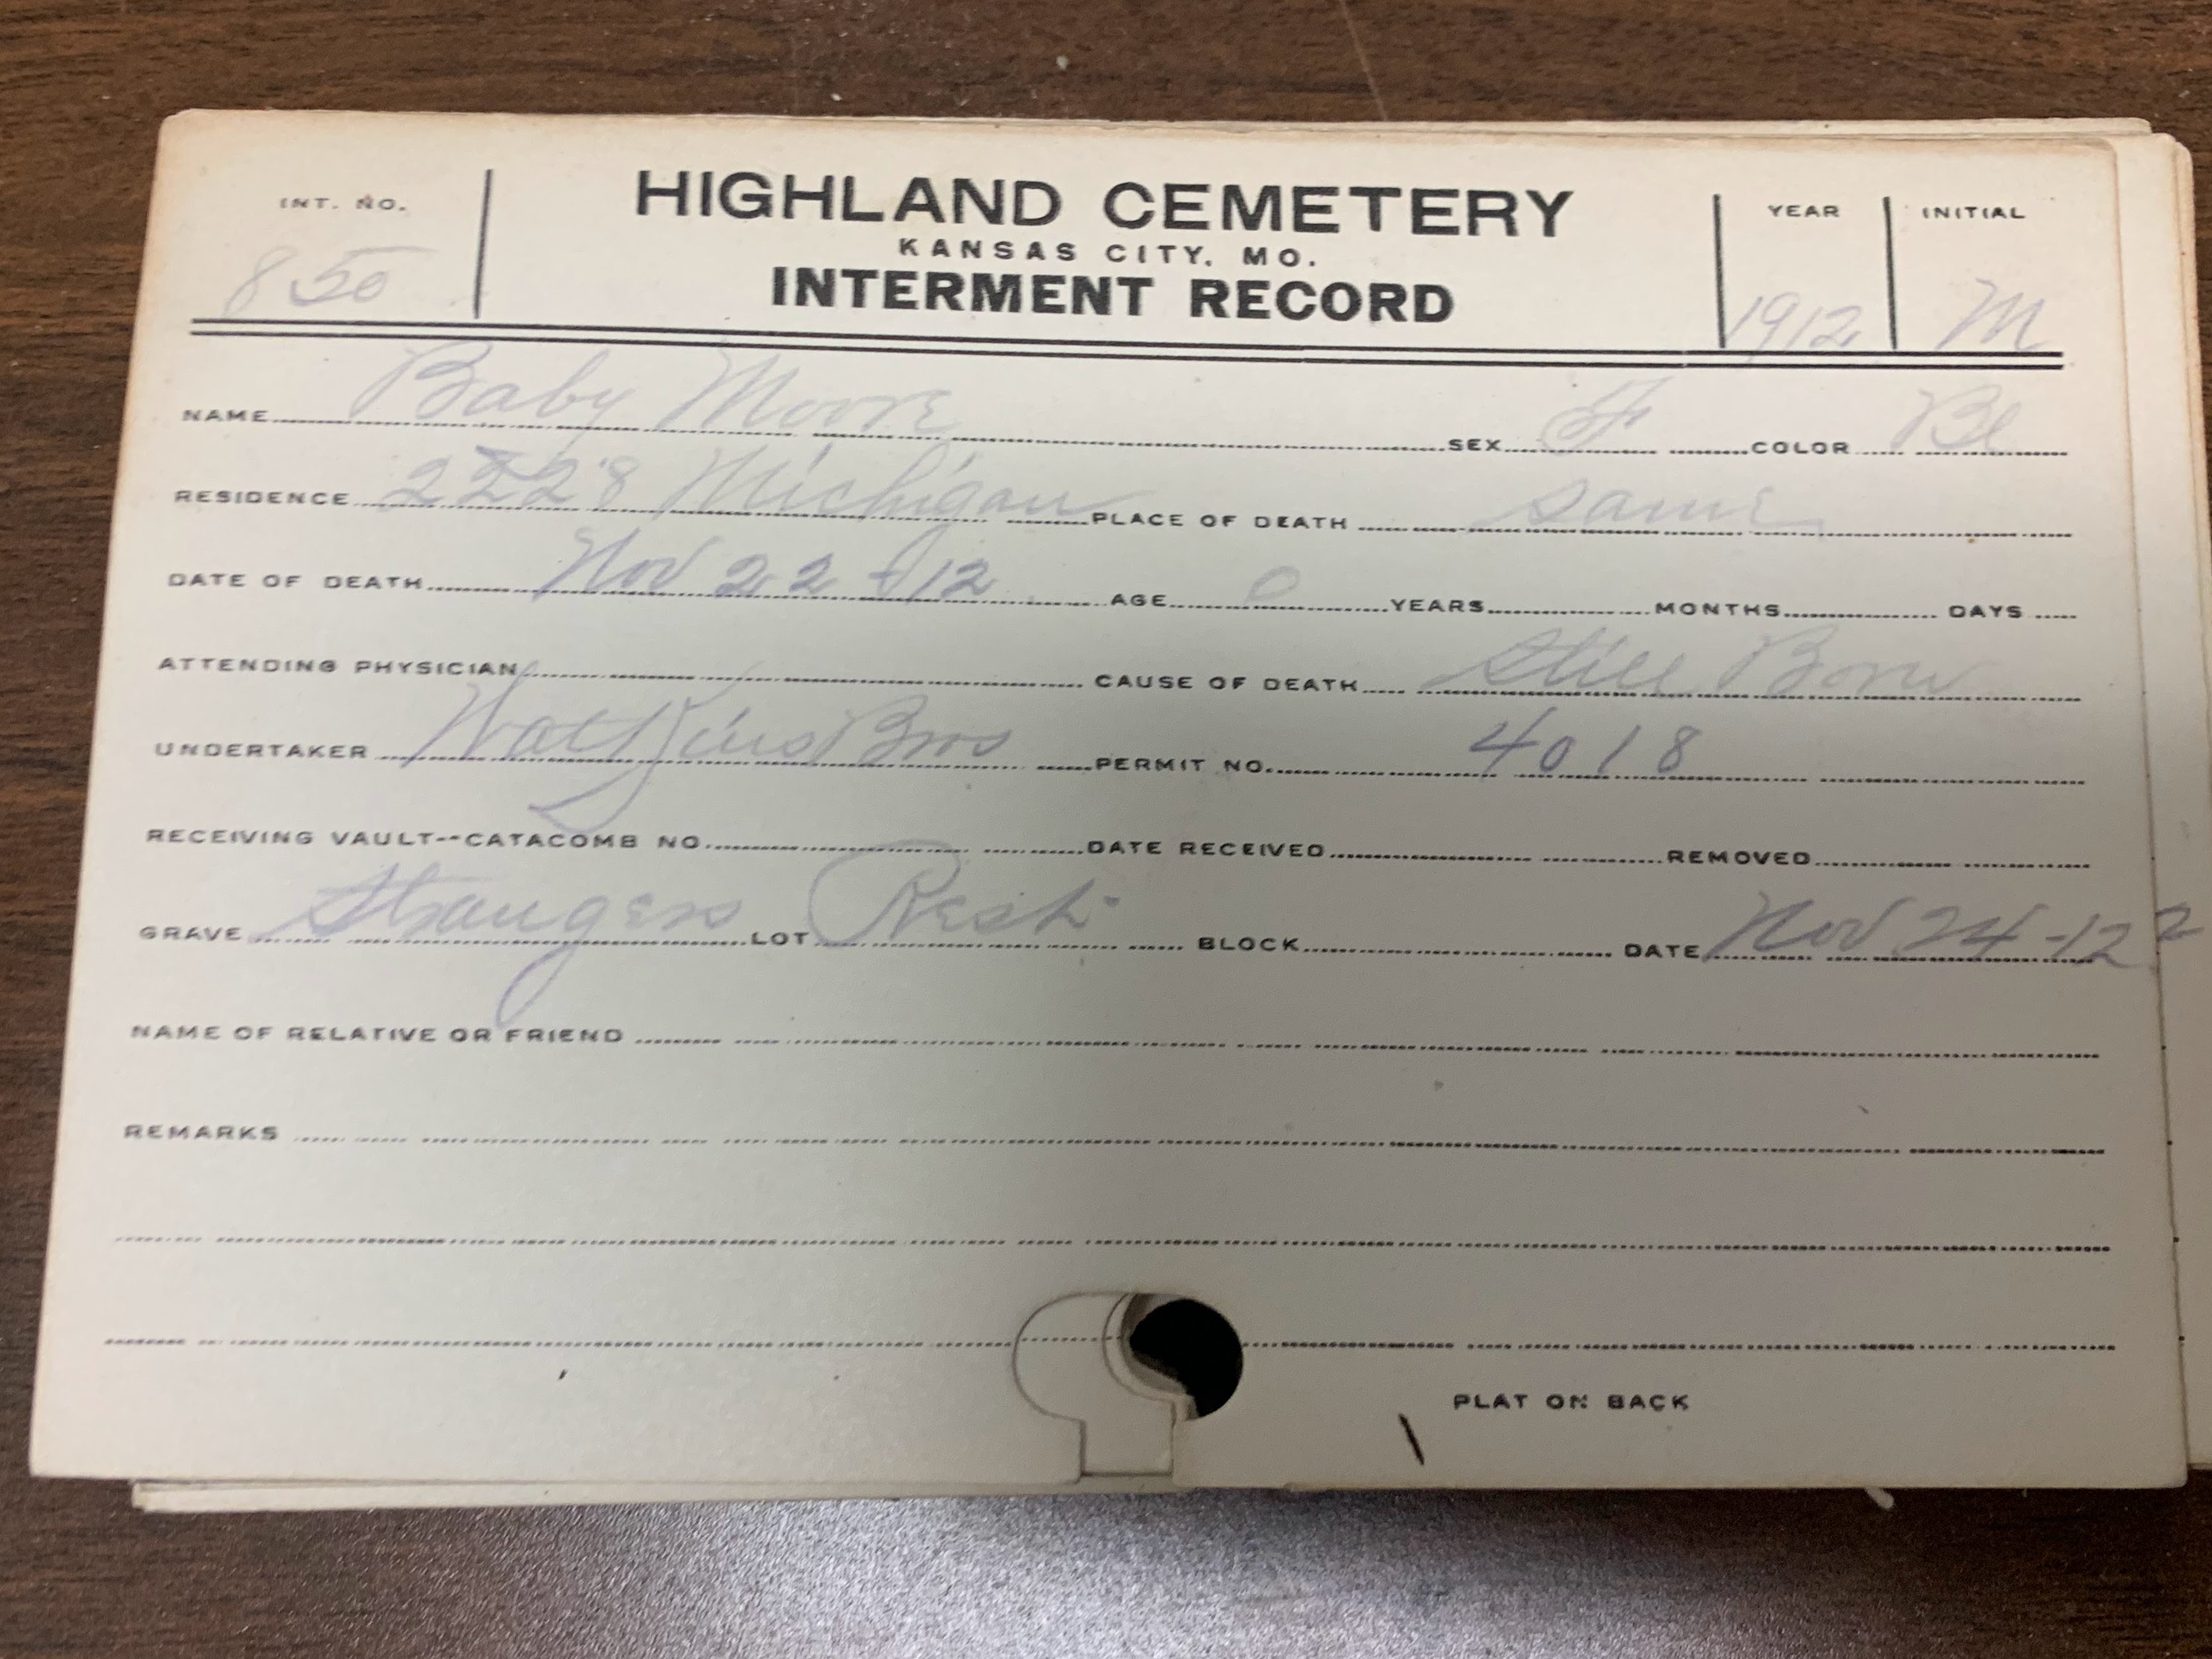 INT. NO. 850
HIGHLAND CEMETERY
KANSAS CITY, MO.
INTERMENT RECORD
YEAR 1912 INITIAL M
NAME Baby Moore SEX F COLOR Bl
RESIDENCE 2228 Michigan PLACE OF DEATH same
DATE OF DEATH Nov 22-12 AGE 0 YEARS MONTHS DAYS
ATTENDING PHYSICIAN CAUSE OF DEATH Still Born
UNDERTAKER Watkins Bros PERMIT NO. 4018
RECEIVING VAULT--CATACOMB NO. DATE RECEIVED REMOVED
GRAVE Strangers LOT Rest BLOCK DATE Nov 24-12
NAME OF RELATIVE OR FRIEND
REMARKS
PLAT ON BACK